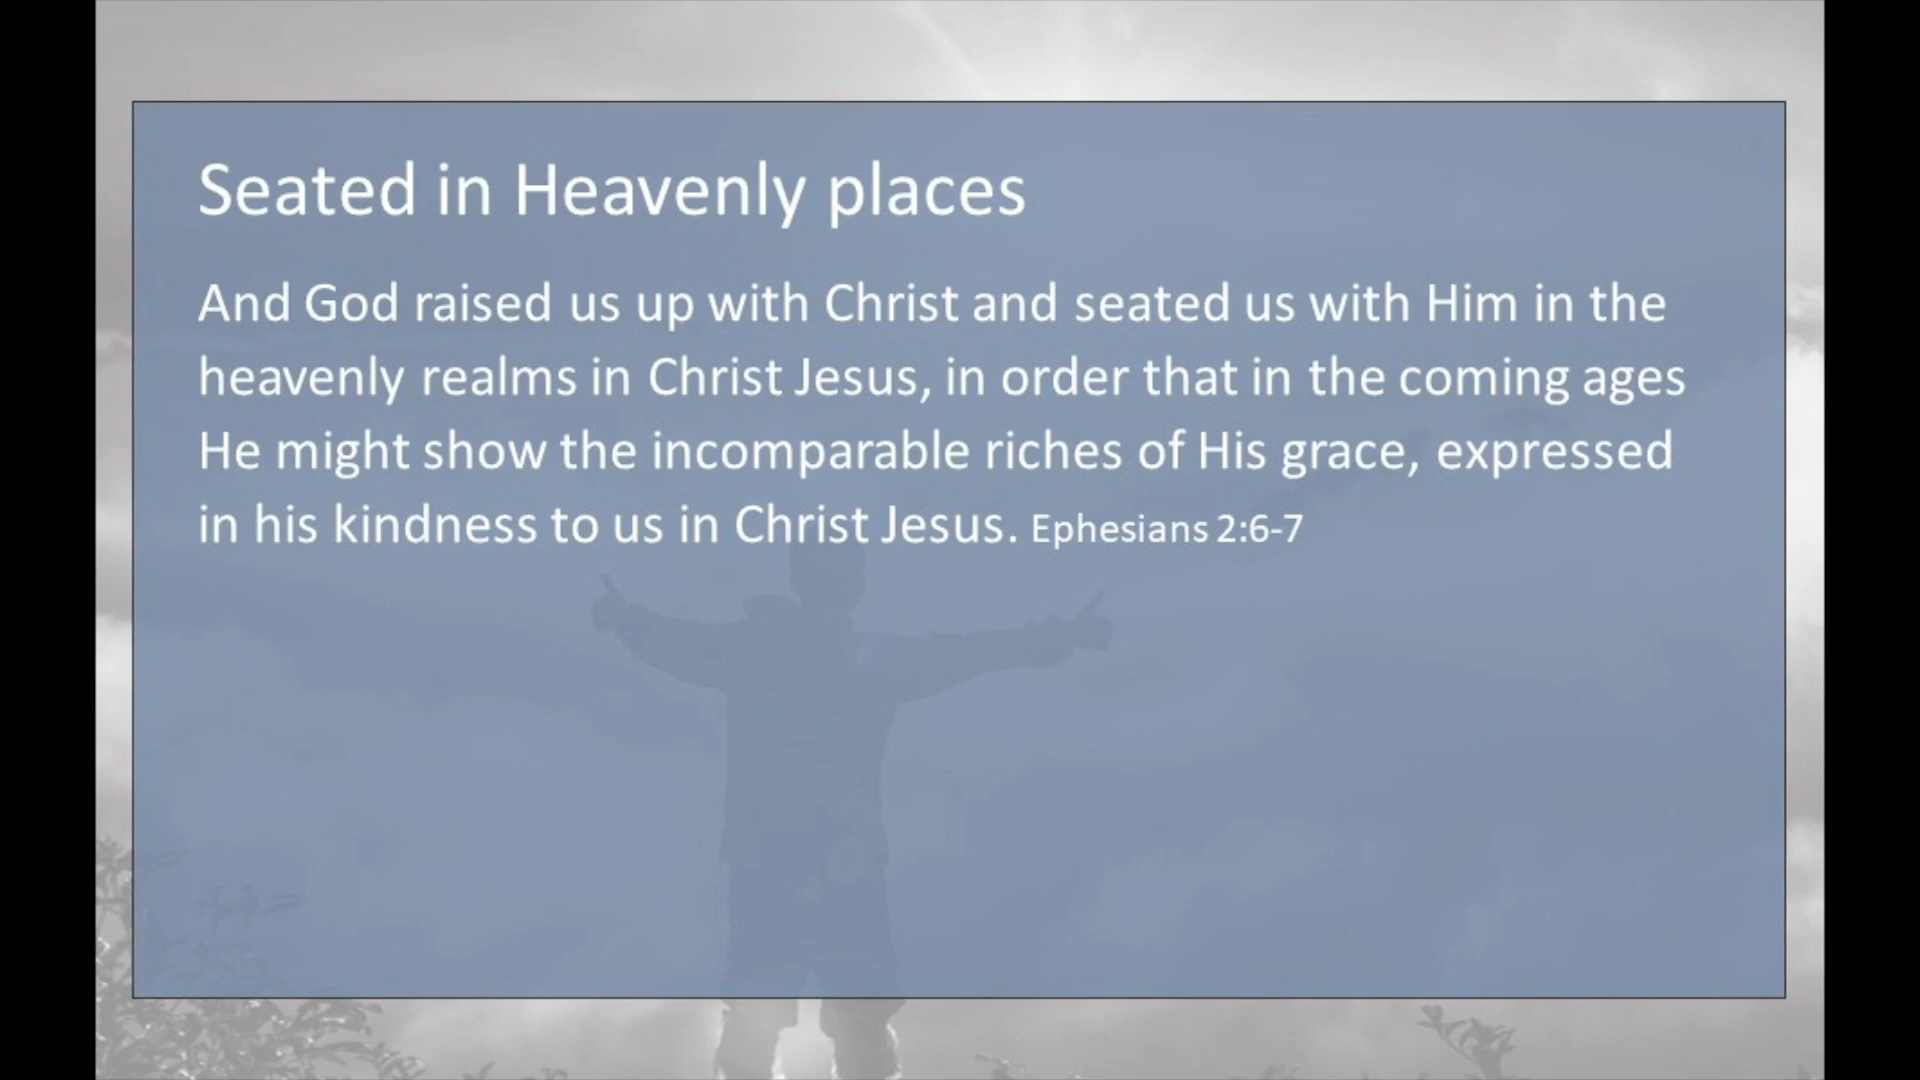 Seated in Heavenly places
And God raised us up with Christ and seated us with Him in the
heavenly realms in Christ Jesus, in order that in the coming ages
He might show the incomparable riches of His grace, expressed
in his kindness to us in Christ Jesus. Ephesians 2:6-7